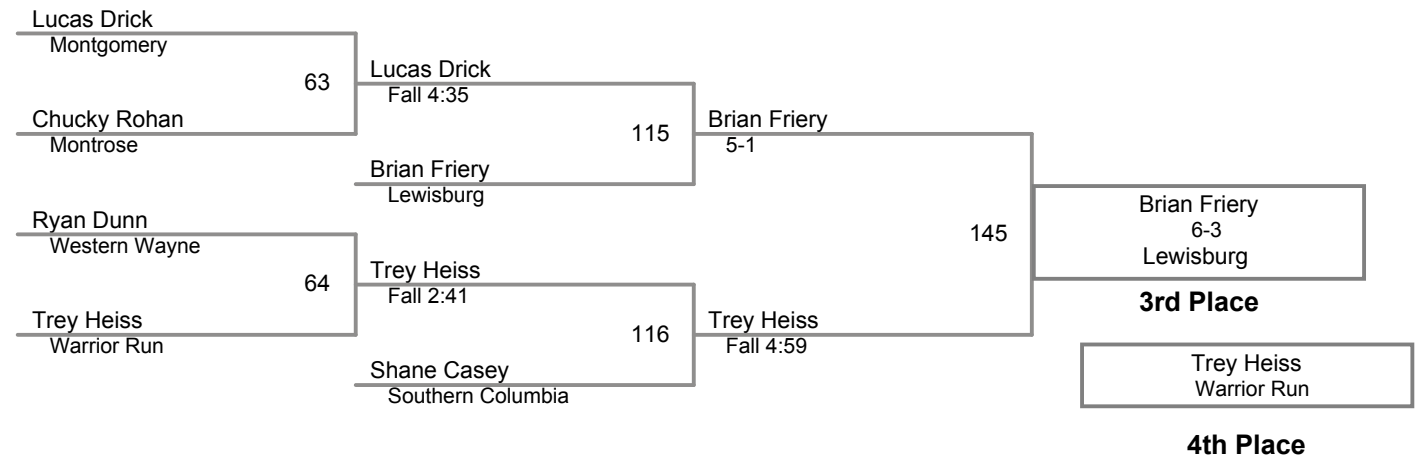 Lucas Drick
Montgomery
63
Chucky Rohan
Montrose
Ryan Dunn
Western Wayne
64
Trey Heiss
Warrior Run
Lucas Drick
Fall 4:35
115
Brian Friery
Lewisburg
Trey Heiss
Fall 2:41
116
Shane Casey
Southern Columbia
Brian Friery
5-1
145
Trey Heiss
Fall 4:59
Brian Friery
6-3
Lewisburg
3rd Place
Trey Heiss
Warrior Run
4th Place